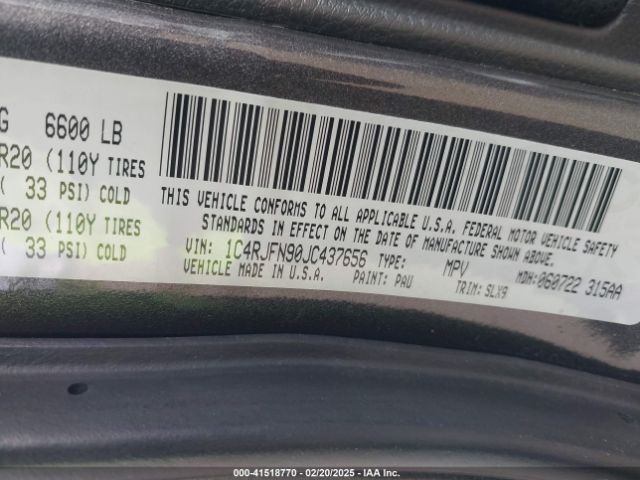 G 6600 LB
R20 (110Y TIRES
( 33 PSI) COLD
R20 (110Y TIRES
( 33 PSI) COLD
THIS VEHICLE CONFORMS TO ALL APPLICABLE U.S.A. FEDERAL MOTOR VEHICLE SAFETY
STANDARDS IN EFFECT ON THE DATE OF MANUFACTURE SHOWN ABOVE.
VIN: 1C4RJFN90JC437656 TYPE: MPV MDH:060722 315AA
VEHICLE MADE IN U.S.A. PAINT: PAU TRIM: SLX9
000-41518770 — 02/20/2025 — IAA Inc.